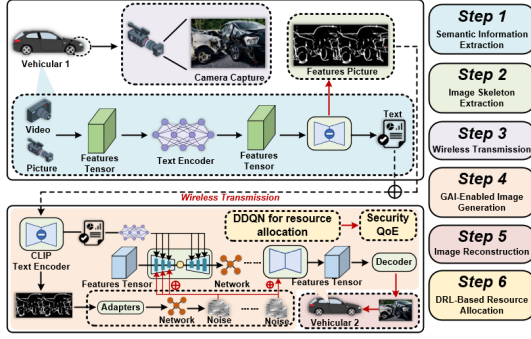 Vehicular 1
Camera Capture
Features Picture
Video
Picture
Features
Tensor
Text Encoder
Features
Tensor
Text
Wireless Transmission
CLIP
Text Encoder
Features Tensor
Network
DDQN for resource
allocation
Security
QoE
Features Tensor
Decoder
Adapters
Network
Noise
Noise
Vehicular 2
Step 1
Semantic Information
Extraction
Step 2
Image Skeleton
Extraction
Step 3
Wireless Transmission
Step 4
GAI-Enabled Image
Generation
Step 5
Image Reconstruction
Step 6
DRL-Based Resource
Allocation